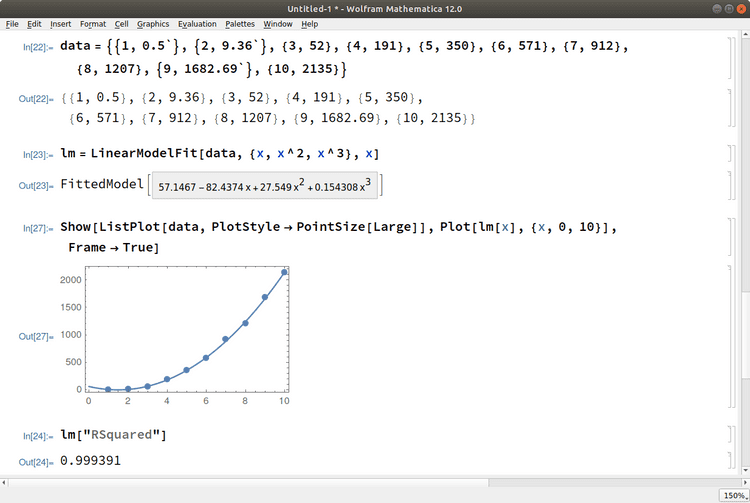 Untitled-1 * - Wolfram Mathematica 12.0
File Edit Insert Format Cell Graphics Evaluation Palettes Window Help
In[22]:= data = {{1, 0.5`}, {2, 9.36`}, {3, 52}, {4, 191}, {5, 350}, {6, 571}, {7, 912},
{8, 1207}, {9, 1682.69`}, {10, 2135}}
Out[22]= {{1, 0.5}, {2, 9.36}, {3, 52}, {4, 191}, {5, 350},
{6, 571}, {7, 912}, {8, 1207}, {9, 1682.69}, {10, 2135}}
In[23]:= lm = LinearModelFit[data, {x, x^2, x^3}, x]
Out[23]= FittedModel[57.1467 − 82.4374 x + 27.549 x² + 0.154308 x³]
In[27]:= Show[ListPlot[data, PlotStyle → PointSize[Large]], Plot[lm[x], {x, 0, 10}],
Frame → True]
2000
1500
Out[27]= 1000
500
0
0 2 4 6 8 10
In[24]:= lm["RSquared"]
Out[24]= 0.999391
150%